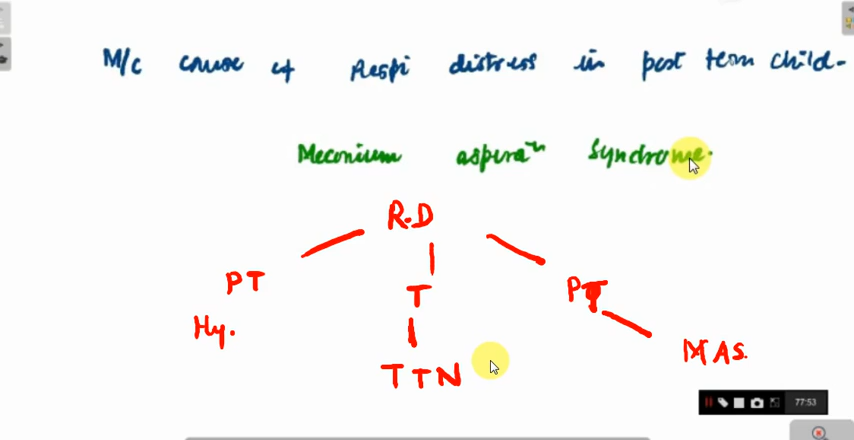 M/c cause of Respi distress in post term child-
Meconium aspiraⁿ Syndrome.
R.D
PT
T
PT
Hy.
TTN
MAS.
77:53